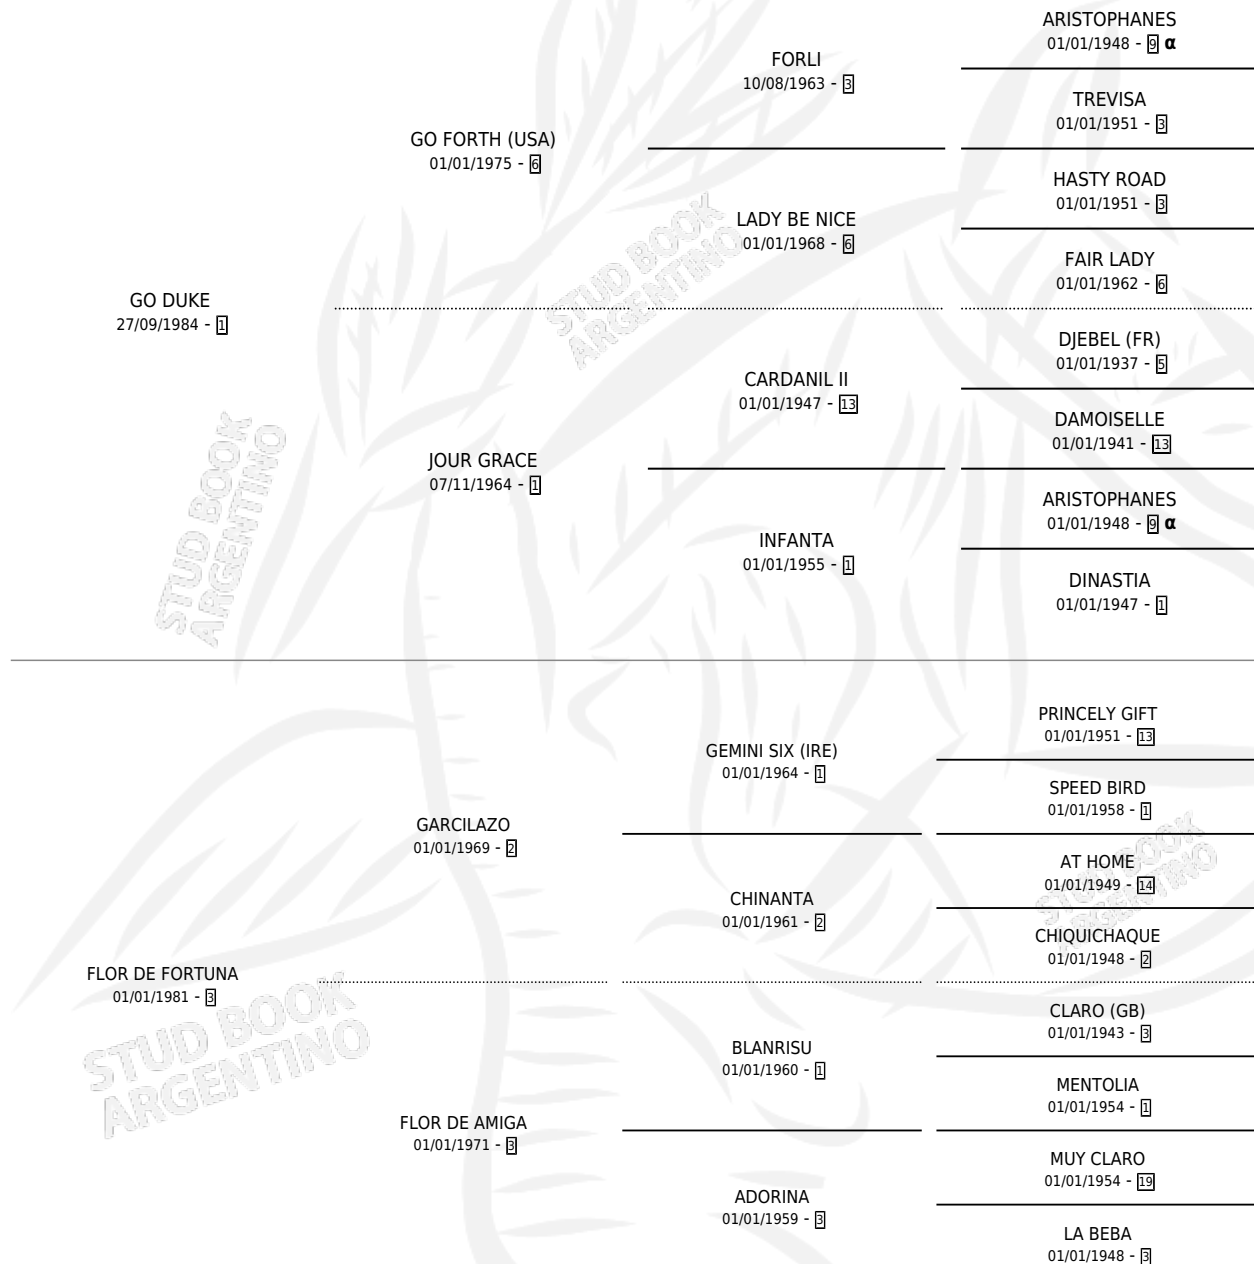 ARISTOPHANES
01/01/1948 - 9 α
FORLI
10/08/1963 - 3
TREVISA
01/01/1951 - 3
GO FORTH (USA)
01/01/1975 - 6
HASTY ROAD
01/01/1951 - 3
LADY BE NICE
01/01/1968 - 6
FAIR LADY
01/01/1962 - 6
GO DUKE
27/09/1984 - 1
DJEBEL (FR)
01/01/1937 - 5
CARDANIL II
01/01/1947 - 13
DAMOISELLE
01/01/1941 - 13
JOUR GRACE
07/11/1964 - 1
ARISTOPHANES
01/01/1948 - 9 α
INFANTA
01/01/1955 - 1
DINASTIA
01/01/1947 - 1
STUD BOOK
ARGENTINO
STUD BOOK
ARGENTINO
PRINCELY GIFT
01/01/1951 - 13
GEMINI SIX (IRE)
01/01/1964 - 1
SPEED BIRD
01/01/1958 - 1
GARCILAZO
01/01/1969 - 2
AT HOME
01/01/1949 - 14
CHINANTA
01/01/1961 - 2
CHIQUICHAQUE
01/01/1948 - 2
FLOR DE FORTUNA
01/01/1981 - 3
CLARO (GB)
01/01/1943 - 3
BLANRISU
01/01/1960 - 1
MENTOLIA
01/01/1954 - 1
FLOR DE AMIGA
01/01/1971 - 3
MUY CLARO
01/01/1954 - 19
ADORINA
01/01/1959 - 3
LA BEBA
01/01/1948 - 3
STUD BOOK
ARGENTINO
STUD BOOK
ARGENTINO